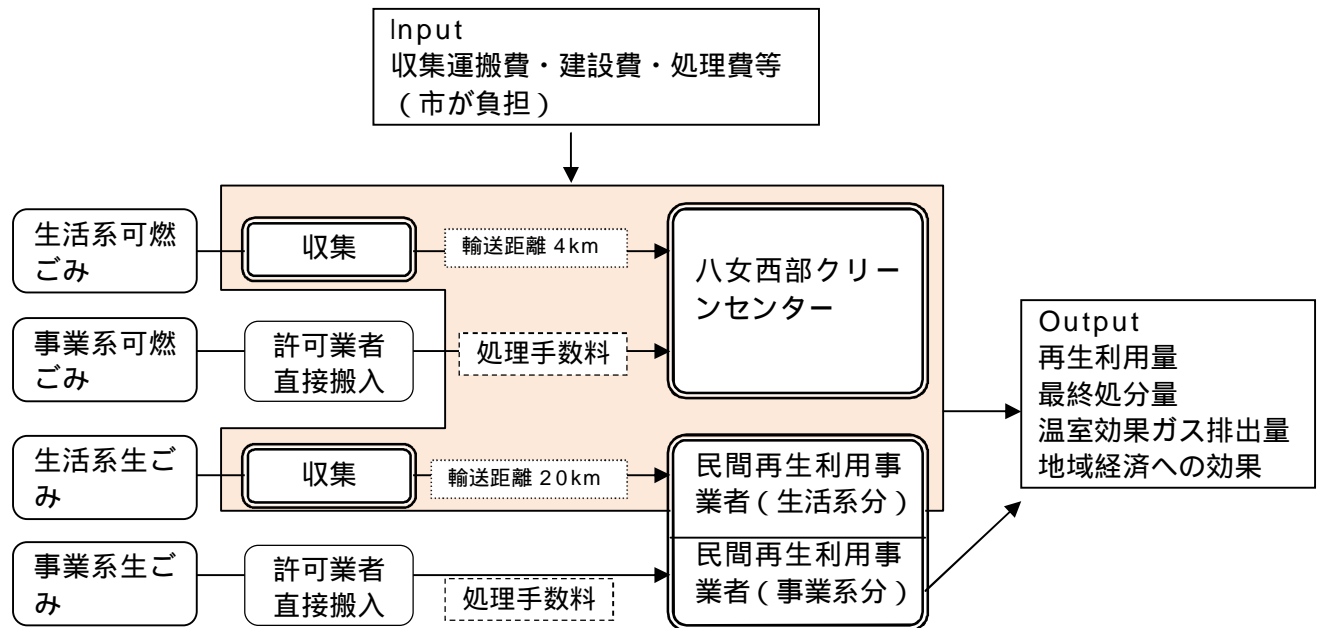 Input
収集運搬費・建設費・処理費等
（市が負担）
生活系可燃
ごみ
収集
輸送距離 4km
八女西部クリー
ンセンター
事業系可燃
ごみ
許可業者
直接搬入
処理手数料
Output
再生利用量
最終処分量
温室効果ガス排出量
地域経済への効果
生活系生ご
み
収集
輸送距離 20km
民間再生利用事
業者（生活系分）
事業系生ご
み
許可業者
直接搬入
処理手数料
民間再生利用事
業者（事業系分）